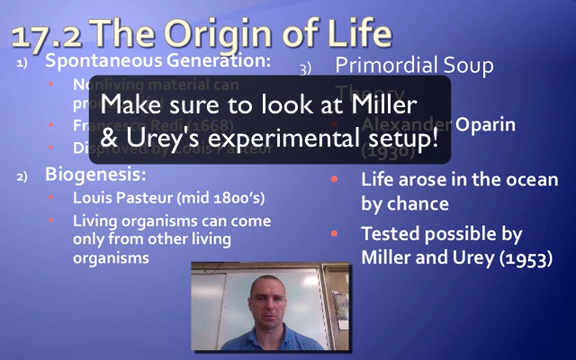 17.2 The Origin of Life
1) Spontaneous Generation:
• Nonliving material can
• Francesco Redi (1668)
• Disproved by Louis Pasteur
2) Biogenesis:
• Louis Pasteur (mid 1800's)
• Living organisms can come
only from other living
organisms
3) Primordial Soup
Theory
• Alexander Oparin
(1930)
• Life arose in the ocean
by chance
• Tested possible by
Miller and Urey (1953)
Make sure to look at Miller
& Urey's experimental setup!